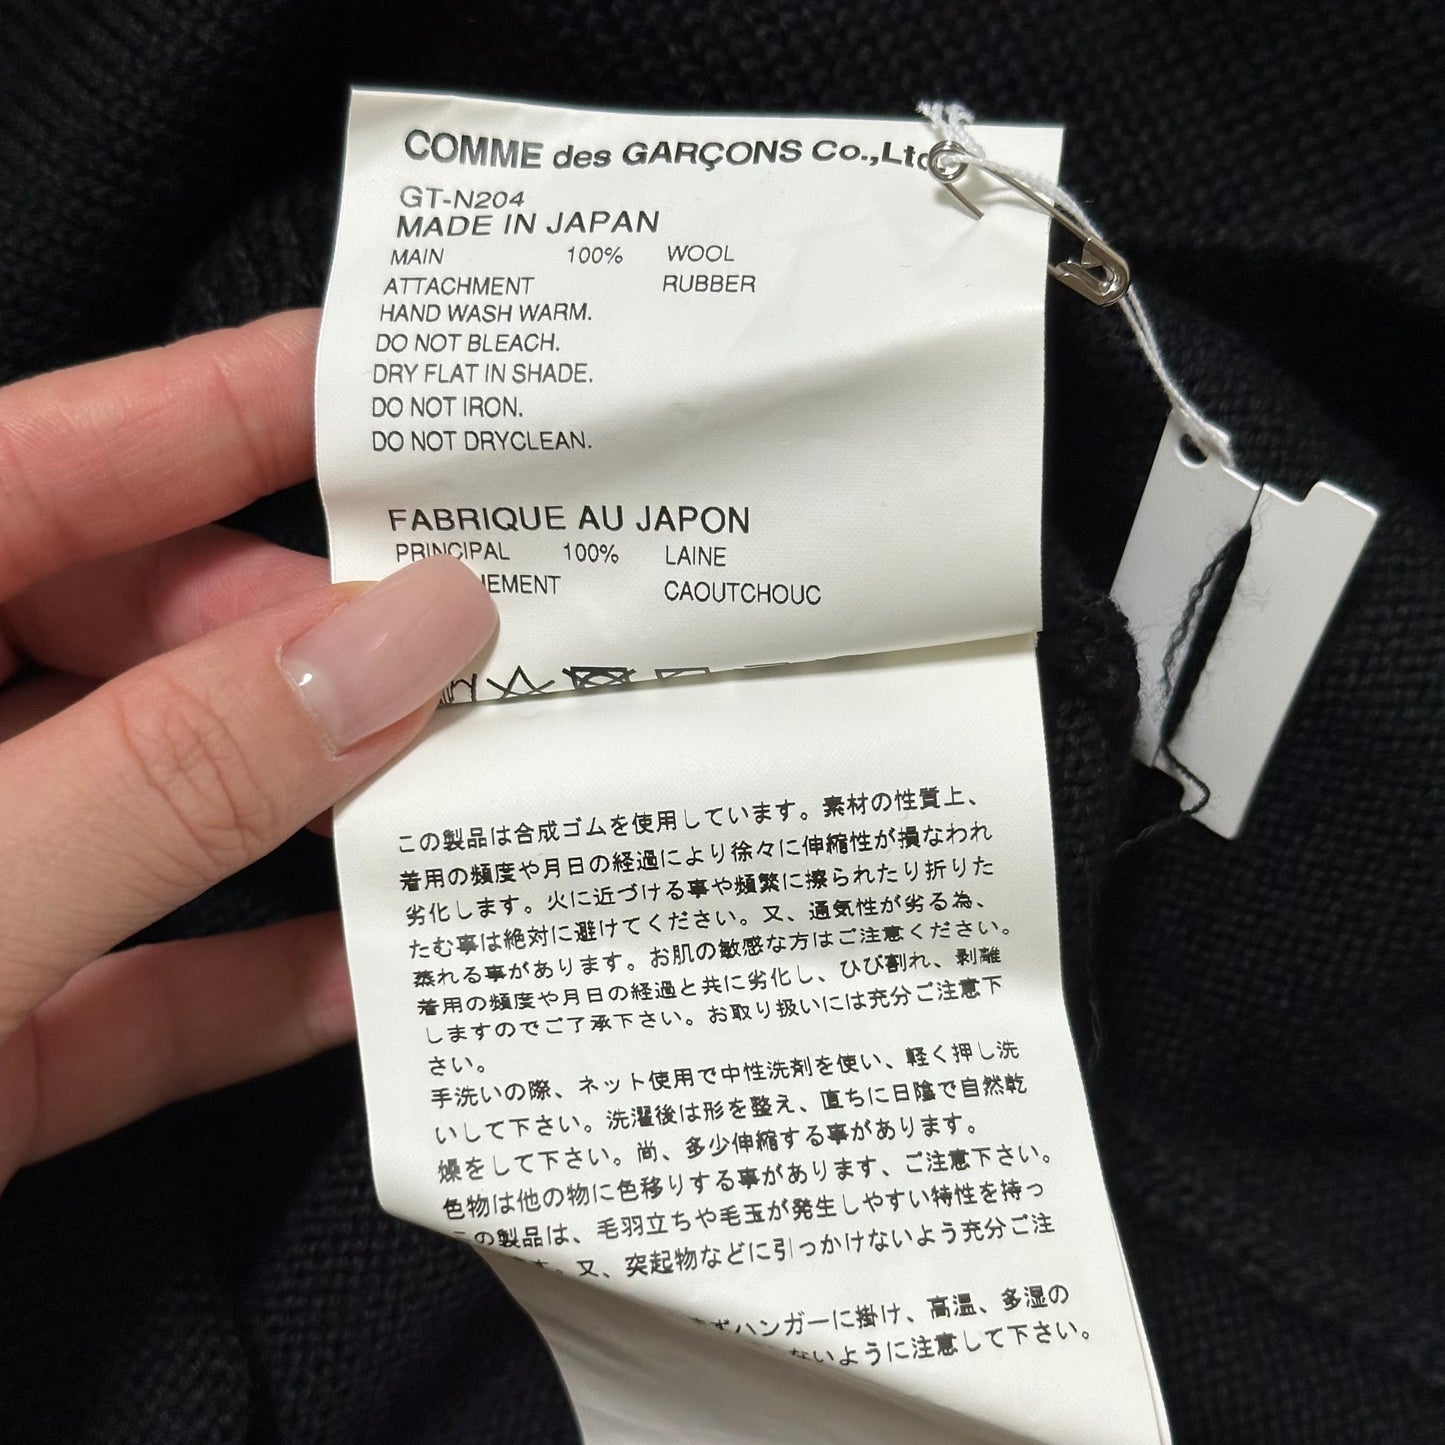 COMME des GARÇONS Co.,Ltd
GT-N204
MADE IN JAPAN
MAIN 100% WOOL
ATTACHMENT RUBBER
HAND WASH WARM.
DO NOT BLEACH.
DRY FLAT IN SHADE.
DO NOT IRON.
DO NOT DRYCLEAN.
FABRIQUE AU JAPON
PRINCIPAL 100% LAINE
HEMENT CAOUTCHOUC
この製品は合成ゴムを使用しています。素材の性質上、
着用の頻度や月日の経過により徐々に伸縮性が損なわれ
劣化します。火に近づける事や頻繁に擦られたり折りた
たむ事は絶対に避けてください。又、通気性が劣る為、
蒸れる事があります。お肌の敏感な方はご注意ください。
着用の頻度や月日の経過と共に劣化し、ひび割れ、剥離
しますのでご了承下さい。お取り扱いには充分ご注意下
さい。
手洗いの際、ネット使用で中性洗剤を使い、軽く押し洗
いして下さい。洗濯後は形を整え、直ちに日陰で自然乾
燥をして下さい。尚、多少伸縮する事があります。
色物は他の物に色移りする事があります、ご注意下さい。
この製品は、毛羽立ちや毛玉が発生しやすい特性を持っ
。又、突起物などに引っかけないよう充分ご注
ずハンガーに掛け、高温、多湿の
ないように注意して下さい。